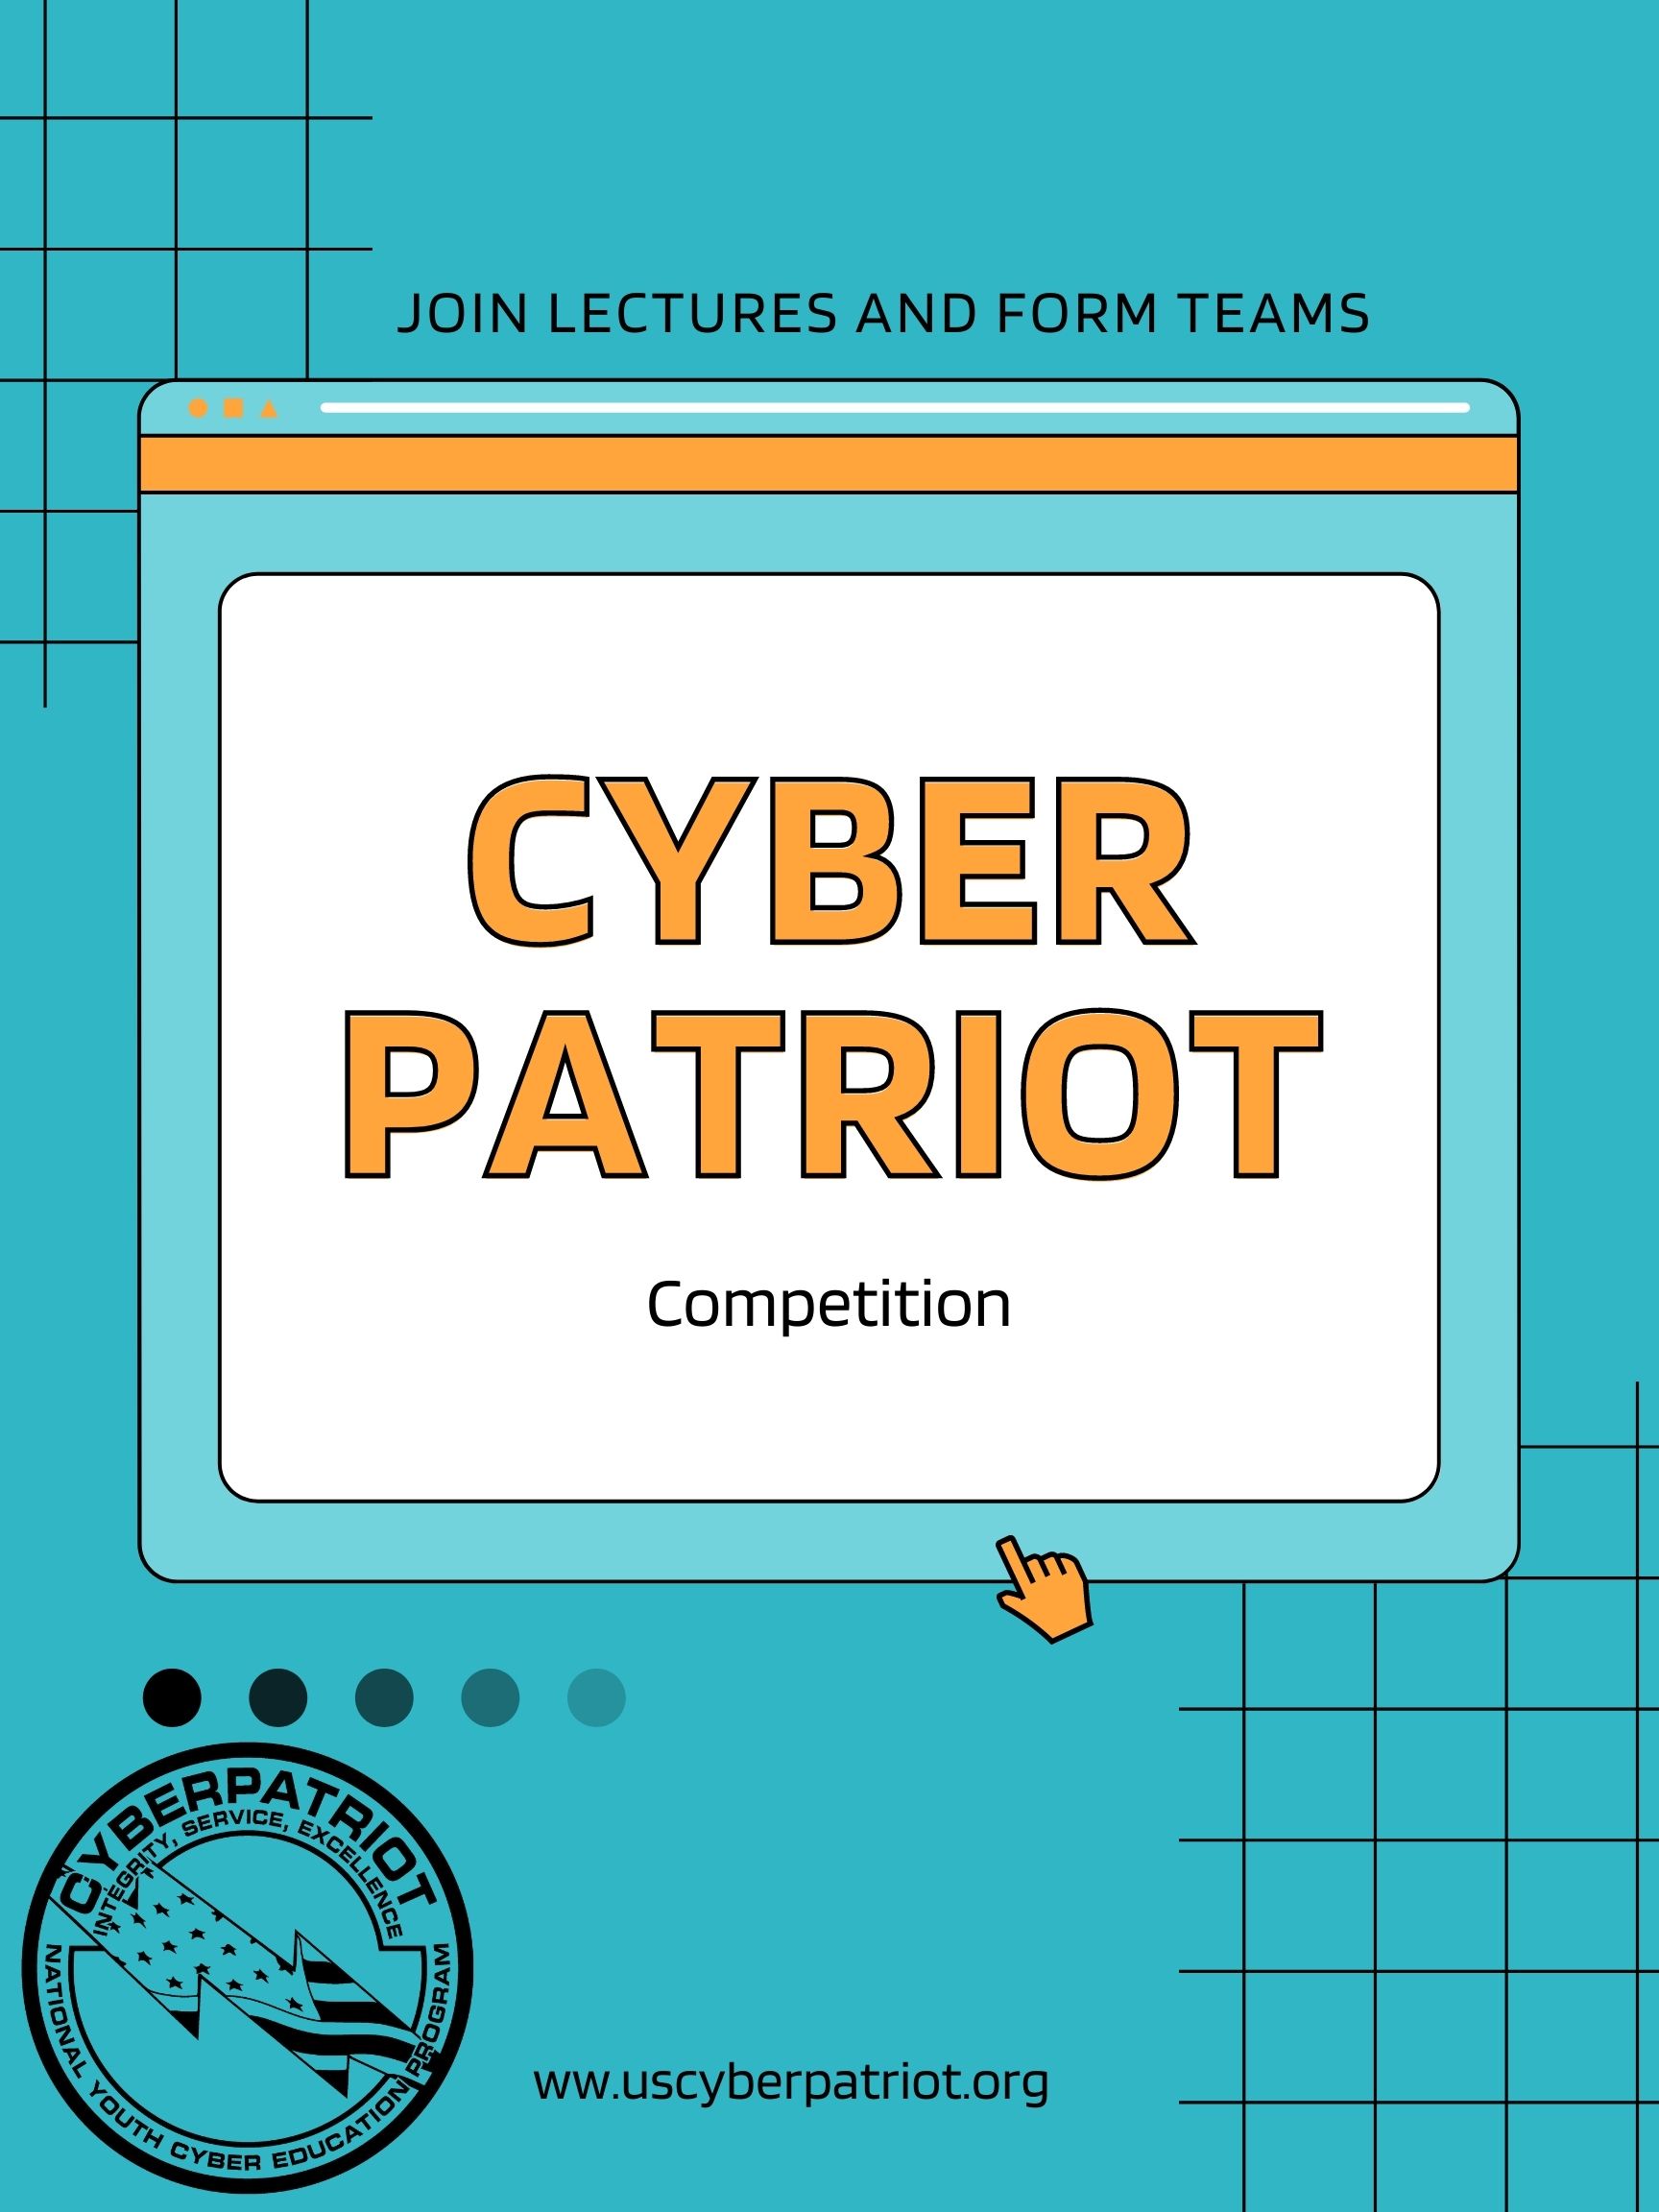 JOIN LECTURES AND FORM TEAMS
CYBER
PATRIOT
Competition
CYBERPATRIOT
INTEGRITY, SERVICE, EXCELLENCE
NATIONAL YOUTH CYBER EDUCATION PROGRAM
www.uscyberpatriot.org